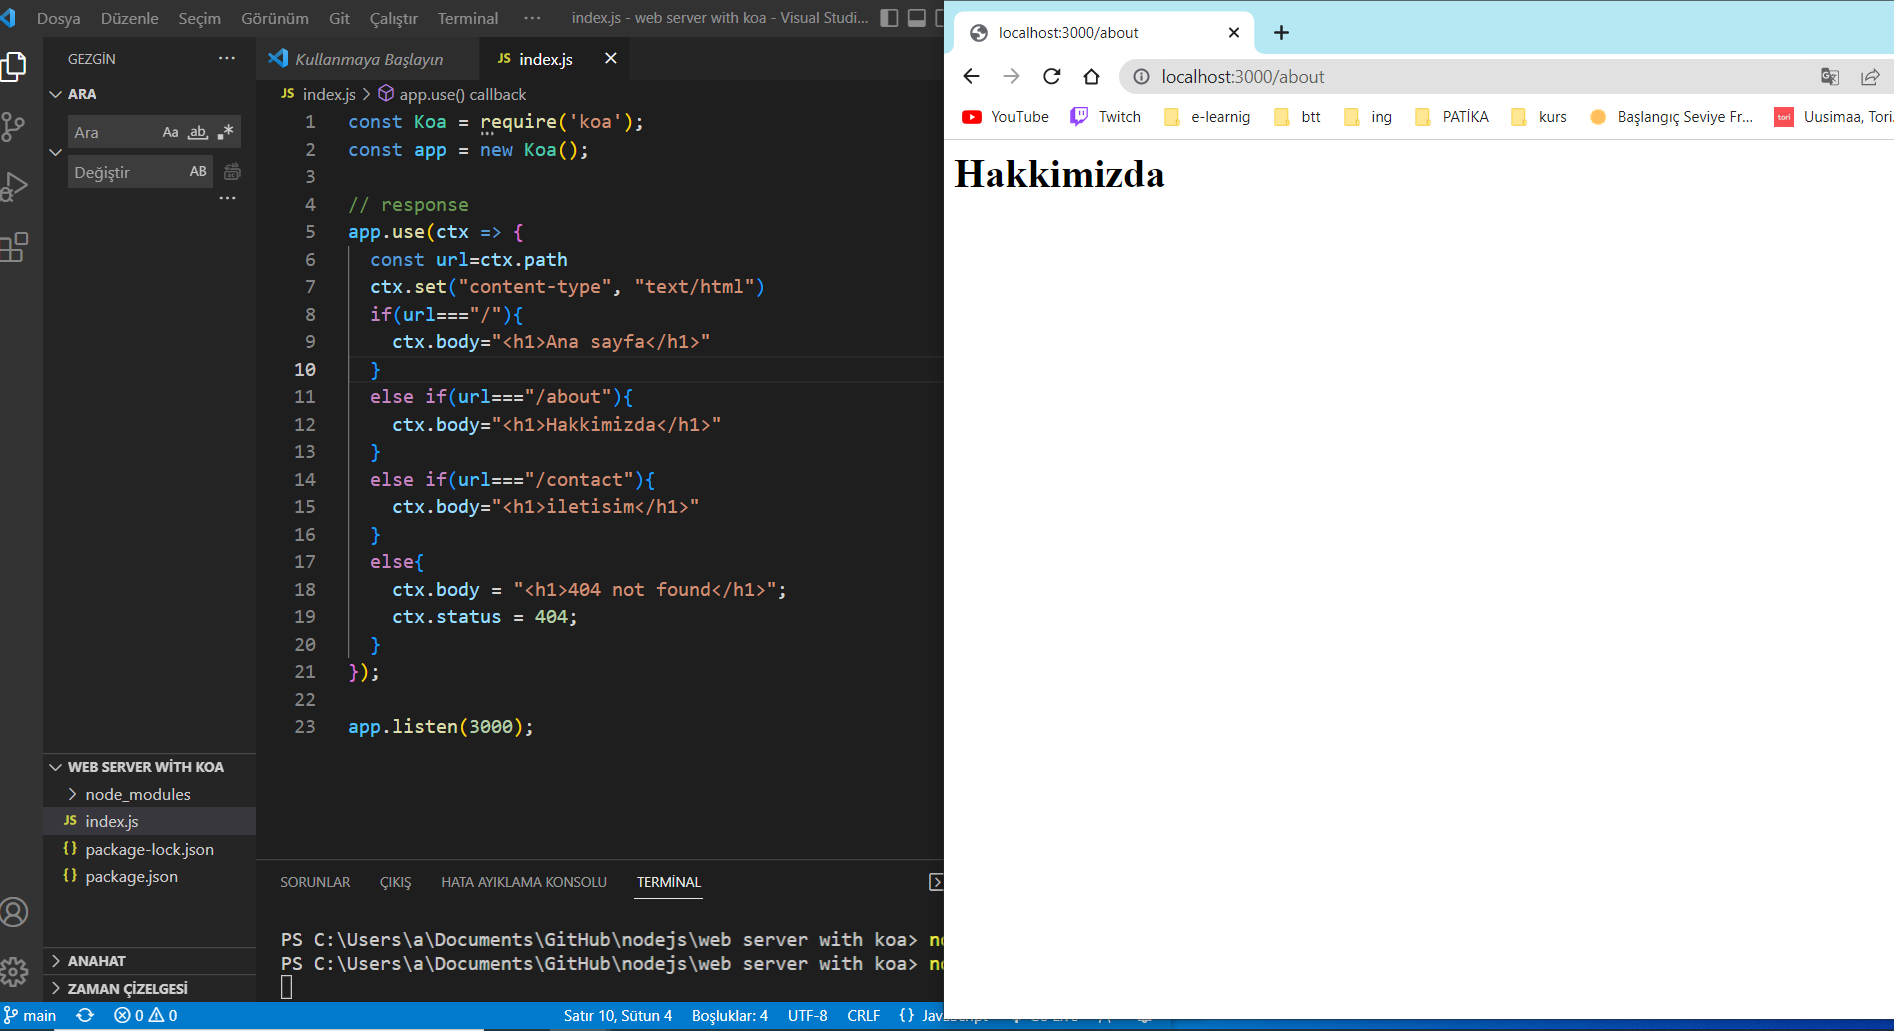 Dosya Düzenle Seçim Görünüm Git Çalıştır Terminal ··· index.js - web server with koa - Visual Studi...
GEZGİN ···
ARA
Ara Aa ab
Değiştir AB
···
Kullanmaya Başlayın JS index.js
JS index.js > app.use() callback
1 const Koa = require('koa');
2 const app = new Koa();
3
4 // response
5 app.use(ctx => {
6 const url=ctx.path
7 ctx.set("content-type", "text/html")
8 if(url==="/"){
9 ctx.body="<h1>Ana sayfa</h1>"
10 }
11 else if(url==="/about"){
12 ctx.body="<h1>Hakkimizda</h1>"
13 }
14 else if(url==="/contact"){
15 ctx.body="<h1>iletisim</h1>"
16 }
17 else{
18 ctx.body = "<h1>404 not found</h1>";
19 ctx.status = 404;
20 }
21 });
22
23 app.listen(3000);
WEB SERVER WİTH KOA
node_modules
JS index.js
{} package-lock.json
{} package.json
ANAHAT
ZAMAN ÇİZELGESİ
SORUNLAR ÇIKIŞ HATA AYIKLAMA KONSOLU TERMİNAL
PS C:\Users\a\Documents\GitHub\nodejs\web server with koa>
PS C:\Users\a\Documents\GitHub\nodejs\web server with koa>
main 0 0 Satır 10, Sütun 4 Boşluklar: 4 UTF-8 CRLF {}
localhost:3000/about
localhost:3000/about
YouTube Twitch e-learnig btt ing PATİKA kurs Başlangıç Seviye Fr... tori Uusimaa, Tori.
Hakkimizda